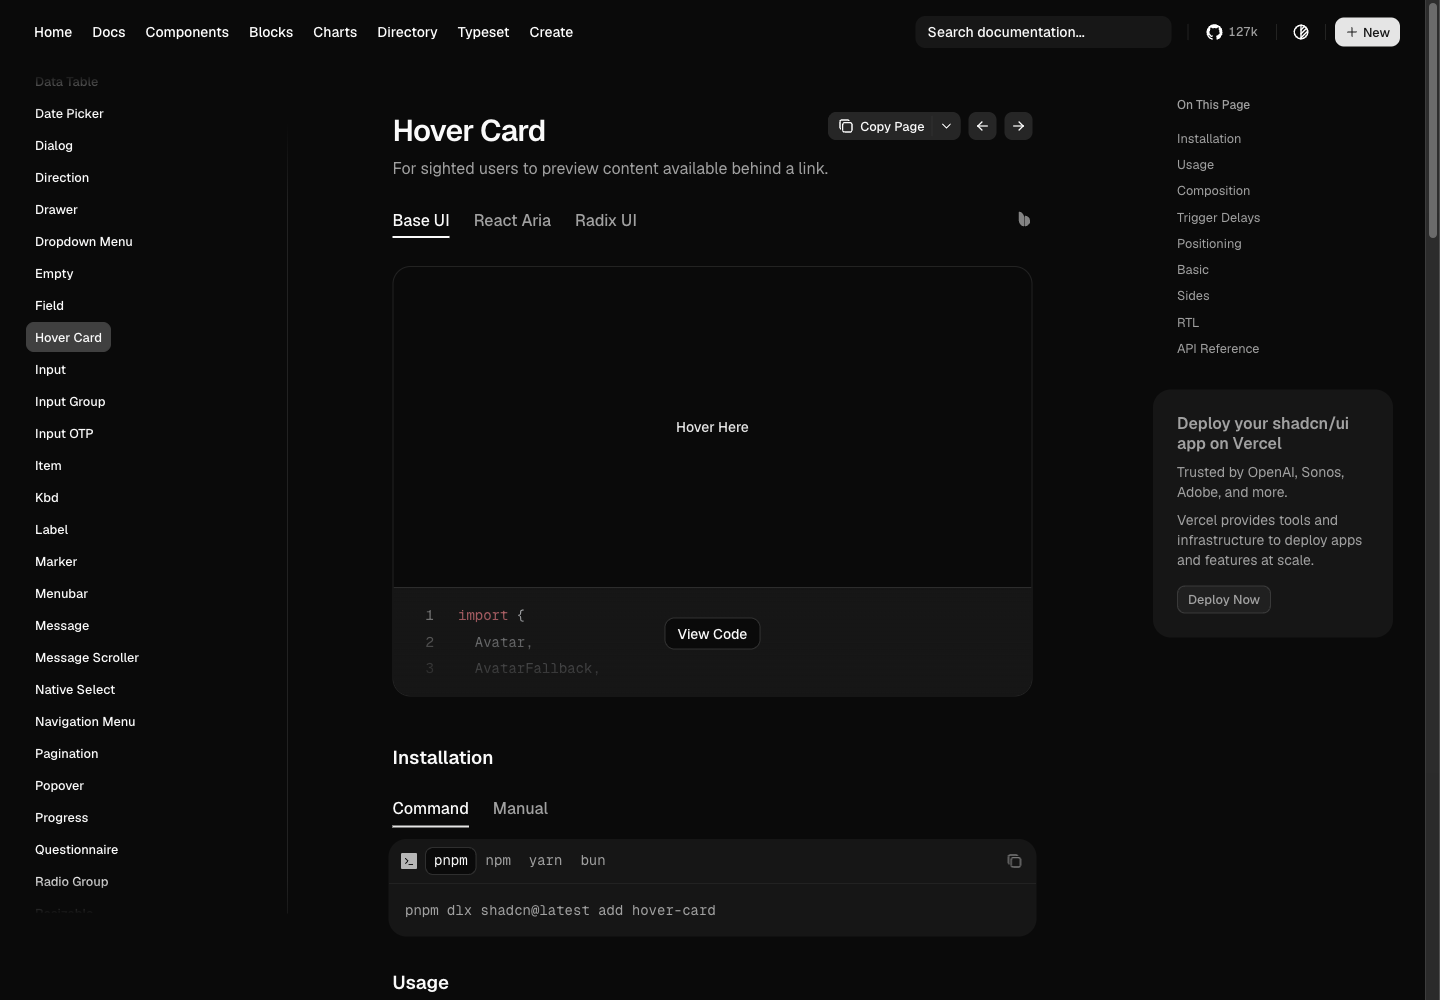 Home
Docs
Components
Blocks
Charts
Directory
Typeset
Create
Search documentation...
127k
New
Data Table
Date Picker
Dialog
Direction
Drawer
Dropdown Menu
Empty
Field
Hover Card
Input
Input Group
Input OTP
Item
Kbd
Label
Marker
Menubar
Message
Message Scroller
Native Select
Navigation Menu
Pagination
Popover
Progress
Questionnaire
Radio Group
Hover Card
Copy Page
For sighted users to preview content available behind a link.
Base UI
React Aria
Radix UI
Hover Here
1 import {
2 Avatar,
3 AvatarFallback,
View Code
Installation
Command
Manual
pnpm
npm
yarn
bun
pnpm dlx shadcn@latest add hover-card
Usage
On This Page
Installation
Usage
Composition
Trigger Delays
Positioning
Basic
Sides
RTL
API Reference
Deploy your shadcn/ui
app on Vercel
Trusted by OpenAI, Sonos,
Adobe, and more.
Vercel provides tools and
infrastructure to deploy apps
and features at scale.
Deploy Now